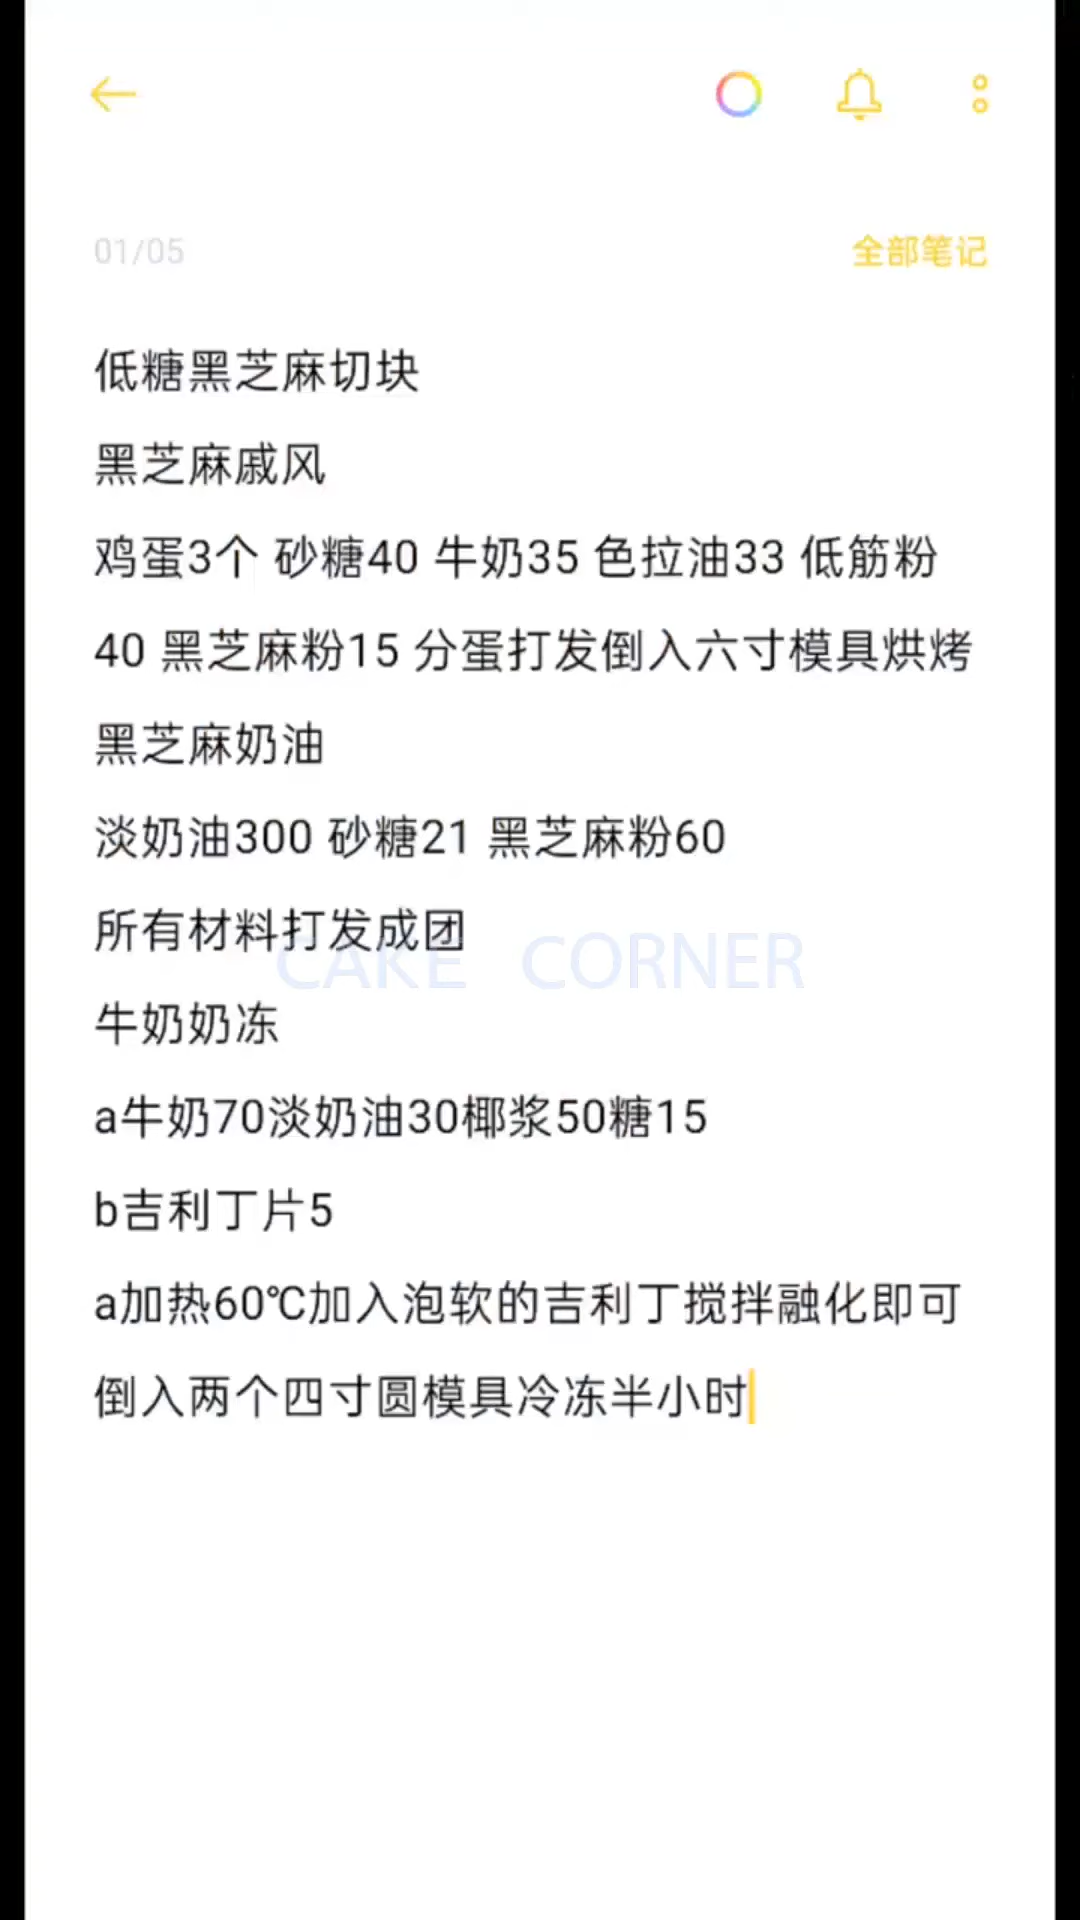 01/05 全部笔记
低糖黑芝麻切块
黑芝麻戚风
鸡蛋3个 砂糖40 牛奶35 色拉油33 低筋粉
40 黑芝麻粉15 分蛋打发倒入六寸模具烘烤
黑芝麻奶油
淡奶油300 砂糖21 黑芝麻粉60
所有材料打发成团
CAKE CORNER
牛奶奶冻
a牛奶70淡奶油30椰浆50糖15
b吉利丁片5
a加热60℃加入泡软的吉利丁搅拌融化即可
倒入两个四寸圆模具冷冻半小时